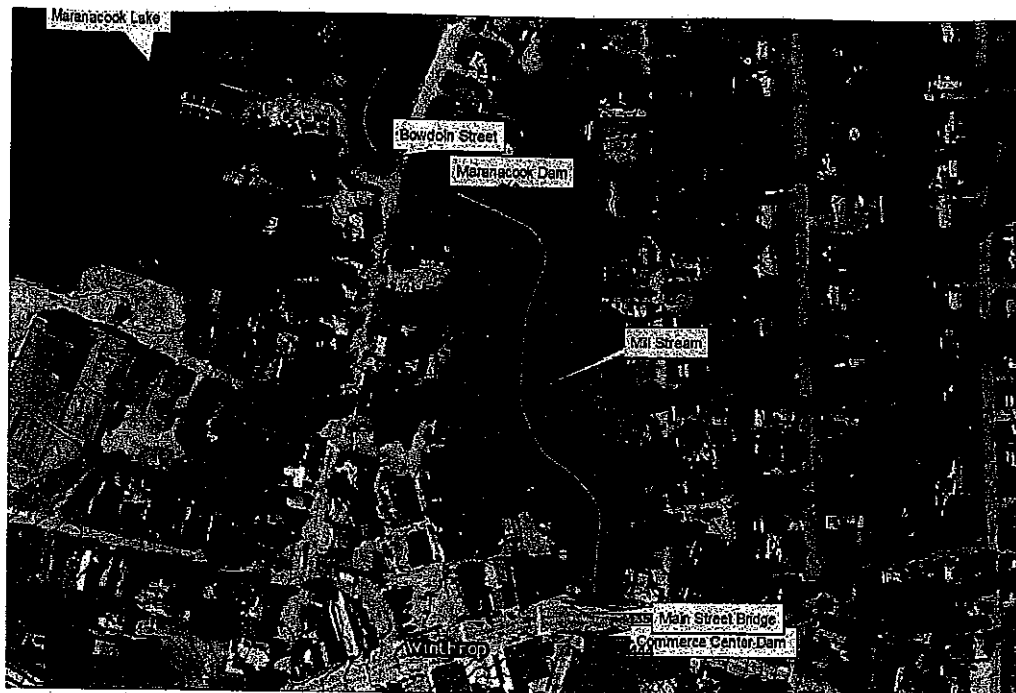 Maranacook Lake
Bowdoin Street
Maranacook Dam
Mill Stream
Main Street Bridge
Commerce Center Dam
Winthrop